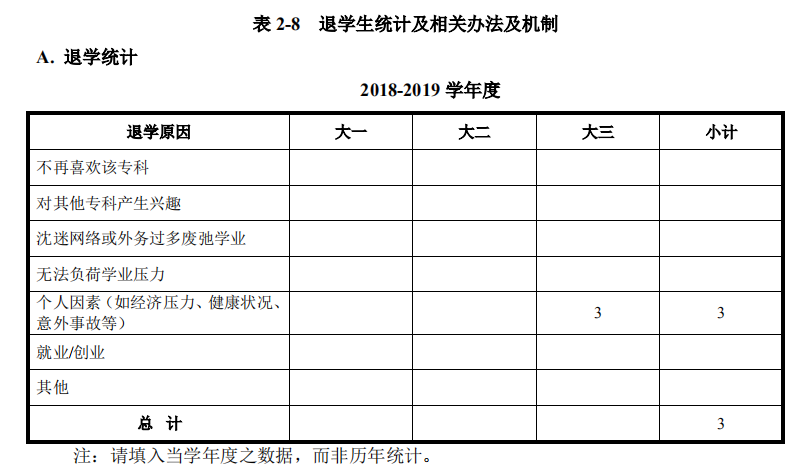 表 2-8 退学生统计及相关办法及机制
A. 退学统计
2018-2019 学年度
退学原因 大一 大二 大三 小计
不再喜欢该专科
对其他专科产生兴趣
沈迷网络或外务过多废弛学业
无法负荷学业压力
个人因素（如经济压力、健康状况、
意外事故等） 3 3
就业/创业
其他
总 计 3
注：请填入当学年度之数据，而非历年统计。